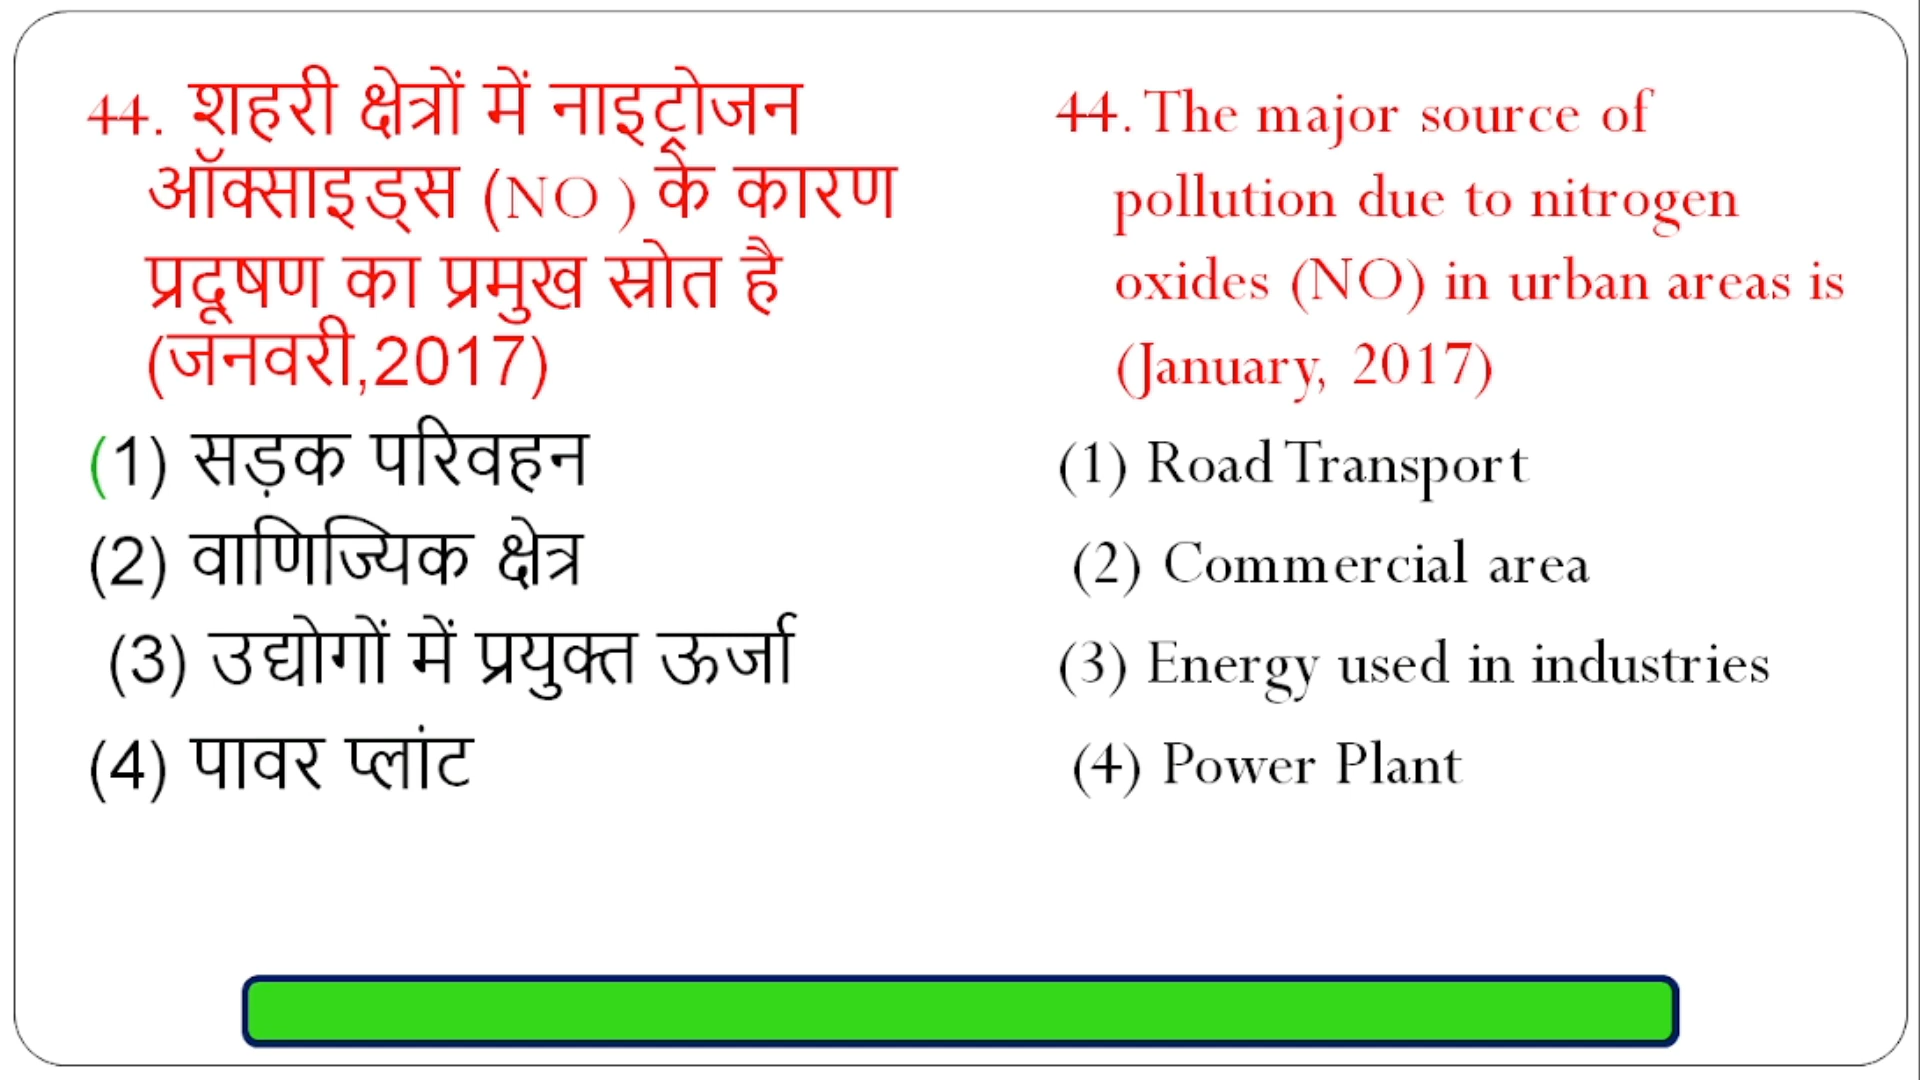 44. शहरी क्षेत्रों में नाइट्रोजन
ऑक्साइड्स (NO ) के कारण
प्रदूषण का प्रमुख स्रोत है
(जनवरी,2017)
(1) सड़क परिवहन
(2) वाणिज्यिक क्षेत्र
(3) उद्योगों में प्रयुक्त ऊर्जा
(4) पावर प्लांट
44. The major source of
pollution due to nitrogen
oxides (NO) in urban areas is
(January, 2017)
(1) Road Transport
(2) Commercial area
(3) Energy used in industries
(4) Power Plant